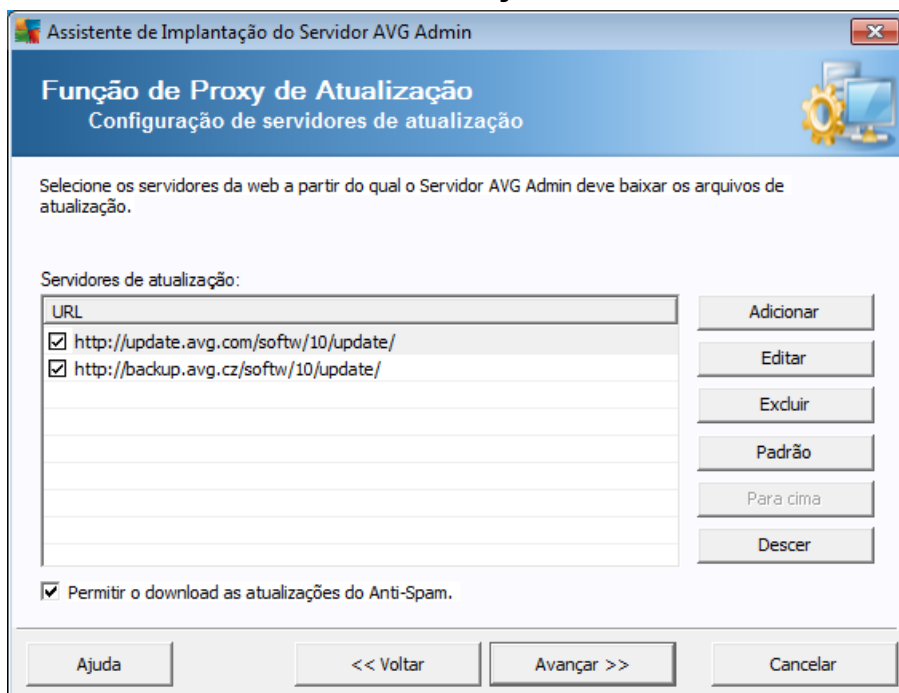 Assistente de Implantação do Servidor AVG Admin
Função de Proxy de Atualização
Configuração de servidores de atualização
Selecione os servidores da web a partir do qual o Servidor AVG Admin deve baixar os arquivos de
atualização.
Servidores de atualização:
URL
http://update.avg.com/softw/10/update/
http://backup.avg.cz/softw/10/update/
Adicionar
Editar
Excluir
Padrão
Para cima
Descer
Permitir o download as atualizações do Anti-Spam.
Ajuda
<< Voltar
Avançar >>
Cancelar